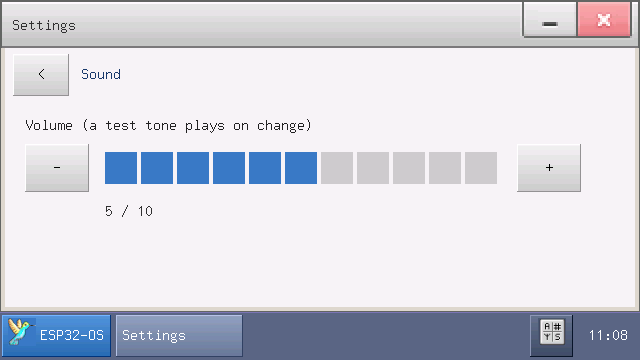 Settings
< Sound
Volume (a test tone plays on change)
- +
5 / 10
ESP32-OS Settings A # T S 11:08